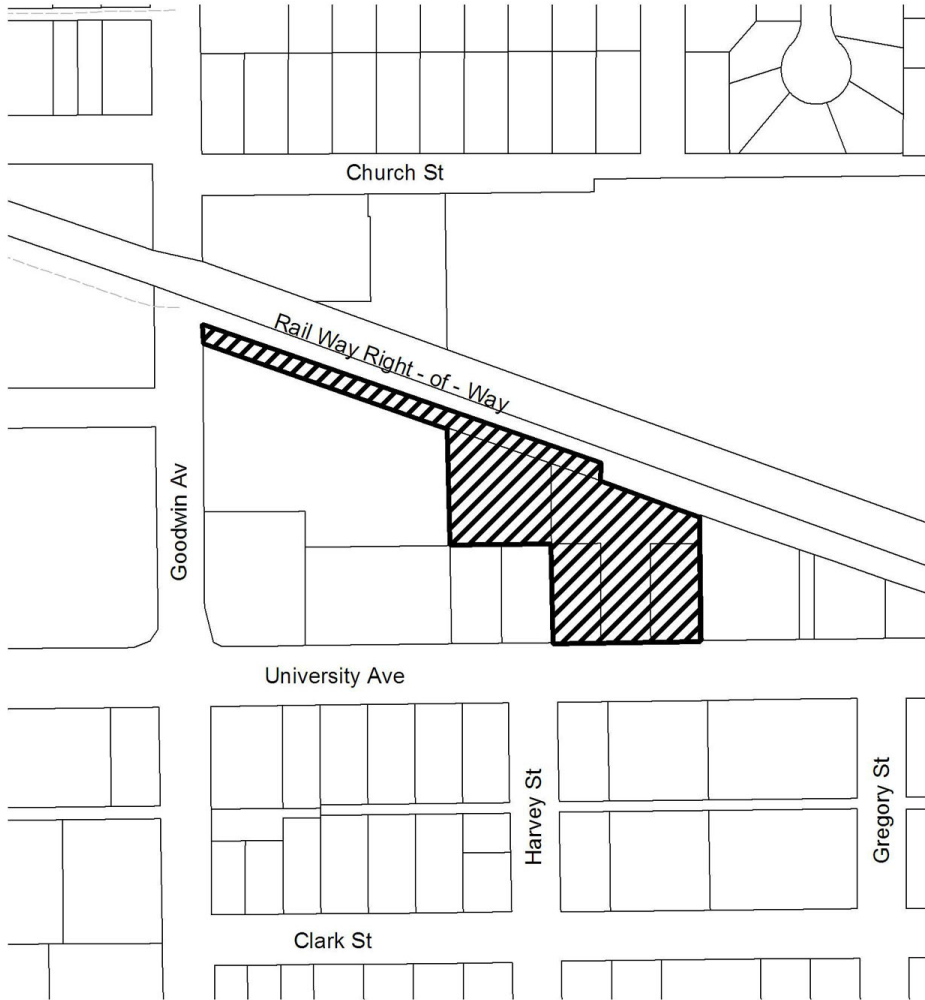 Church St
Rail Way Right - of - Way
Goodwin Av
University Ave
Harvey St
Gregory St
Clark St